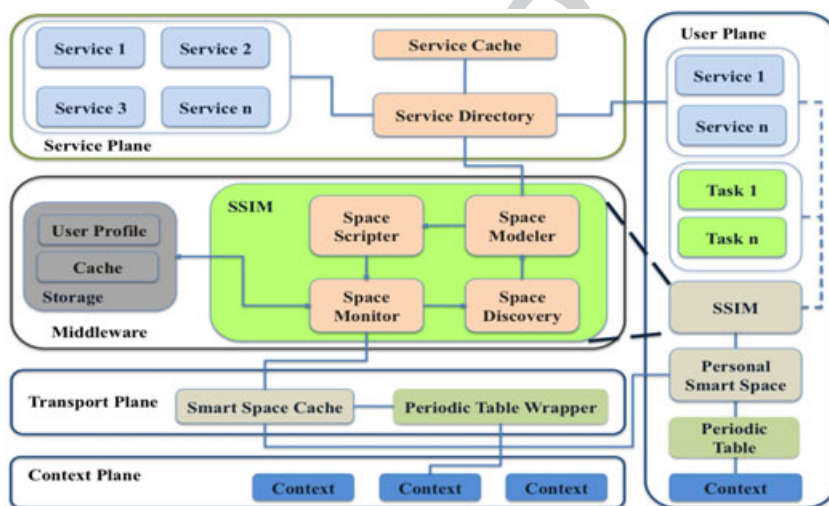 Service 1
Service 2
Service 3
Service n
Service Plane
Service Cache
Service Directory
User Plane
Service 1
Service n
Task 1
Task n
SSIM
Personal
Smart Space
Periodic
Table
Context
SSIM
Space
Scripter
Space
Modeler
Space
Monitor
Space
Discovery
User Profile
Cache
Storage
Middleware
Transport Plane
Smart Space Cache
Periodic Table Wrapper
Context Plane
Context
Context
Context